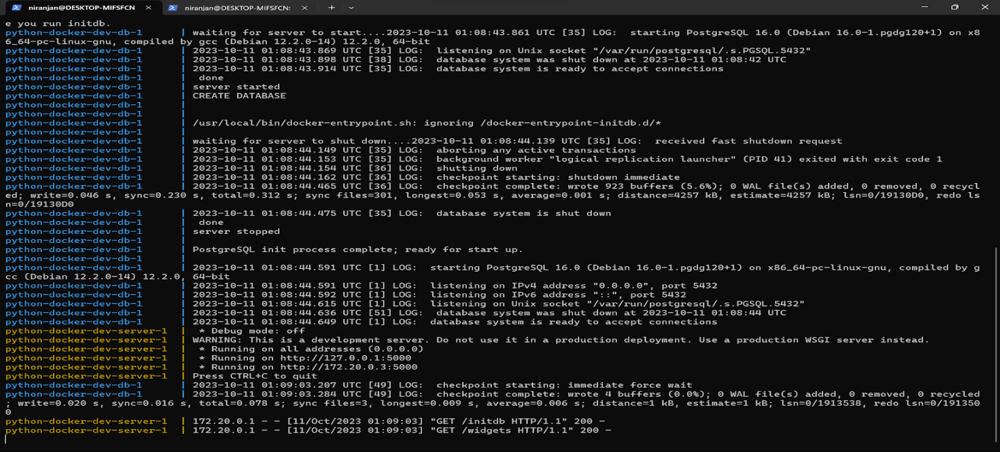 niranjan@DESKTOP-MIFSFCN
niranjan@DESKTOP-MIFSFCN:
e you run initdb.
python-docker-dev-db-1 | waiting for server to start....2023-10-11 01:08:43.861 UTC [35] LOG: starting PostgreSQL 16.0 (Debian 16.0-1.pgdg120+1) on x8
6_64-pc-linux-gnu, compiled by gcc (Debian 12.2.0-14) 12.2.0, 64-bit
python-docker-dev-db-1 | 2023-10-11 01:08:43.869 UTC [35] LOG: listening on Unix socket "/var/run/postgresql/.s.PGSQL.5432"
python-docker-dev-db-1 | 2023-10-11 01:08:43.898 UTC [38] LOG: database system was shut down at 2023-10-11 01:08:42 UTC
python-docker-dev-db-1 | 2023-10-11 01:08:43.914 UTC [35] LOG: database system is ready to accept connections
python-docker-dev-db-1 | done
python-docker-dev-db-1 | server started
python-docker-dev-db-1 | CREATE DATABASE
python-docker-dev-db-1 |
python-docker-dev-db-1 |
python-docker-dev-db-1 | /usr/local/bin/docker-entrypoint.sh: ignoring /docker-entrypoint-initdb.d/*
python-docker-dev-db-1 |
python-docker-dev-db-1 | waiting for server to shut down....2023-10-11 01:08:44.139 UTC [35] LOG: received fast shutdown request
python-docker-dev-db-1 | 2023-10-11 01:08:44.149 UTC [35] LOG: aborting any active transactions
python-docker-dev-db-1 | 2023-10-11 01:08:44.153 UTC [35] LOG: background worker "logical replication launcher" (PID 41) exited with exit code 1
python-docker-dev-db-1 | 2023-10-11 01:08:44.154 UTC [36] LOG: shutting down
python-docker-dev-db-1 | 2023-10-11 01:08:44.162 UTC [36] LOG: checkpoint starting: shutdown immediate
python-docker-dev-db-1 | 2023-10-11 01:08:44.465 UTC [36] LOG: checkpoint complete: wrote 923 buffers (5.6%); 0 WAL file(s) added, 0 removed, 0 recycl
ed; write=0.046 s, sync=0.230 s, total=0.312 s; sync files=301, longest=0.053 s, average=0.001 s; distance=4257 kB, estimate=4257 kB; lsn=0/19130D0, redo ls
n=0/19130D0
python-docker-dev-db-1 | 2023-10-11 01:08:44.475 UTC [35] LOG: database system is shut down
python-docker-dev-db-1 | done
python-docker-dev-db-1 | server stopped
python-docker-dev-db-1 |
python-docker-dev-db-1 | PostgreSQL init process complete; ready for start up.
python-docker-dev-db-1 |
python-docker-dev-db-1 | 2023-10-11 01:08:44.591 UTC [1] LOG: starting PostgreSQL 16.0 (Debian 16.0-1.pgdg120+1) on x86_64-pc-linux-gnu, compiled by g
cc (Debian 12.2.0-14) 12.2.0, 64-bit
python-docker-dev-db-1 | 2023-10-11 01:08:44.591 UTC [1] LOG: listening on IPv4 address "0.0.0.0", port 5432
python-docker-dev-db-1 | 2023-10-11 01:08:44.592 UTC [1] LOG: listening on IPv6 address "::", port 5432
python-docker-dev-db-1 | 2023-10-11 01:08:44.615 UTC [1] LOG: listening on Unix socket "/var/run/postgresql/.s.PGSQL.5432"
python-docker-dev-db-1 | 2023-10-11 01:08:44.636 UTC [51] LOG: database system was shut down at 2023-10-11 01:08:44 UTC
python-docker-dev-db-1 | 2023-10-11 01:08:44.649 UTC [1] LOG: database system is ready to accept connections
python-docker-dev-server-1 | * Debug mode: off
python-docker-dev-server-1 | WARNING: This is a development server. Do not use it in a production deployment. Use a production WSGI server instead.
python-docker-dev-server-1 | * Running on all addresses (0.0.0.0)
python-docker-dev-server-1 | * Running on http://127.0.0.1:5000
python-docker-dev-server-1 | * Running on http://172.20.0.3:5000
python-docker-dev-server-1 | Press CTRL+C to quit
python-docker-dev-db-1 | 2023-10-11 01:09:03.207 UTC [49] LOG: checkpoint starting: immediate force wait
python-docker-dev-db-1 | 2023-10-11 01:09:03.284 UTC [49] LOG: checkpoint complete: wrote 4 buffers (0.0%); 0 WAL file(s) added, 0 removed, 0 recycled
; write=0.020 s, sync=0.016 s, total=0.078 s; sync files=3, longest=0.009 s, average=0.006 s; distance=1 kB, estimate=1 kB; lsn=0/1913538, redo lsn=0/191350
0
python-docker-dev-server-1 | 172.20.0.1 - - [11/Oct/2023 01:09:03] "GET /initdb HTTP/1.1" 200 -
python-docker-dev-server-1 | 172.20.0.1 - - [11/Oct/2023 01:09:03] "GET /widgets HTTP/1.1" 200 -